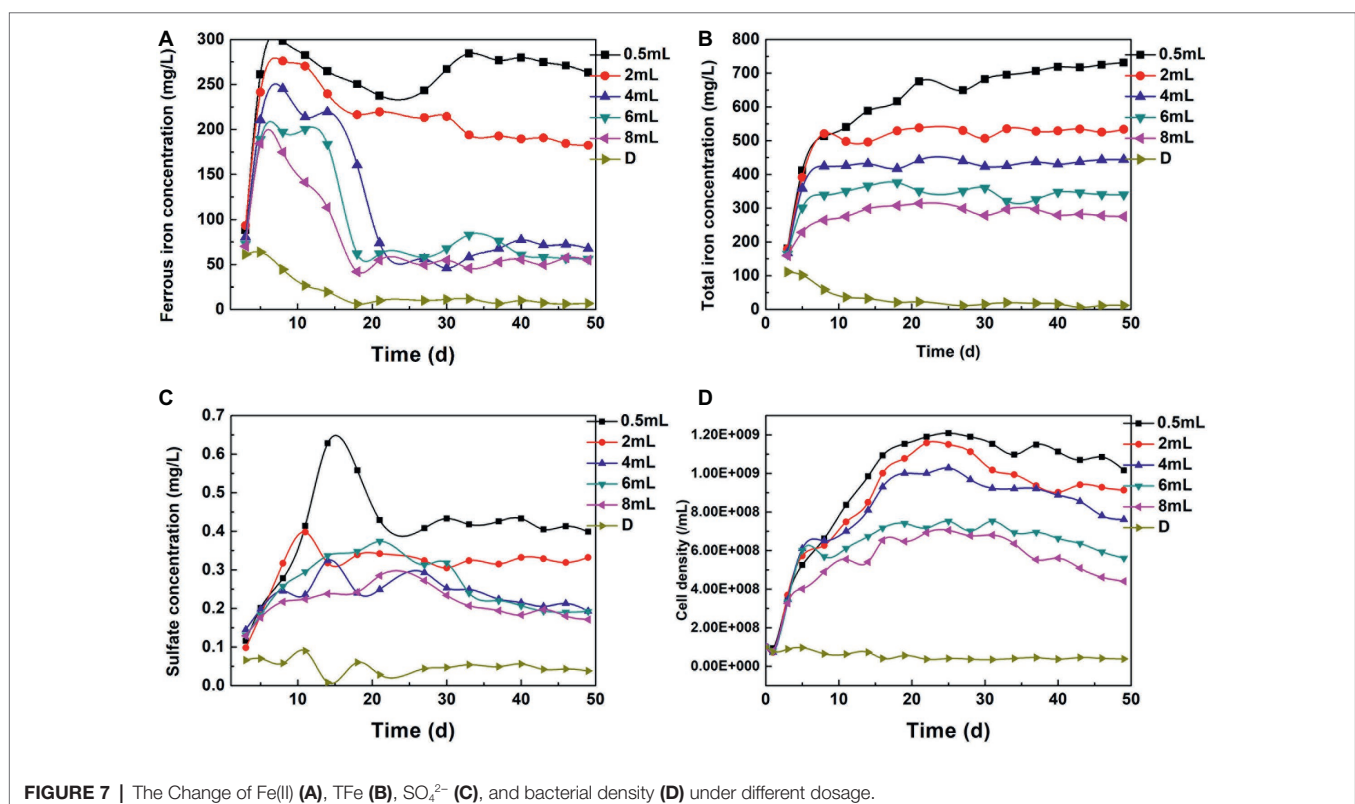 A
Ferrous iron concentration (mg/L)
300
250
200
150
100
50
0
10
20
30
40
50
Time (d)
0.5mL
2mL
4mL
6mL
8mL
D
B
Total iron concentration (mg/L)
800
700
600
500
400
300
200
100
0
0
10
20
30
40
50
Time (d)
0.5mL
2mL
4mL
6mL
8mL
D
C
Sulfate concentration (mg/L)
0.7
0.6
0.5
0.4
0.3
0.2
0.1
0.0
10
20
30
40
50
Time (d)
0.5mL
2mL
4mL
6mL
8mL
D
D
Cell density (/mL)
1.20E+009
1.00E+009
8.00E+008
6.00E+008
4.00E+008
2.00E+008
0.00E+000
0
10
20
30
40
50
Time (d)
0.5mL
2mL
4mL
6mL
8mL
D
FIGURE 7 | The Change of Fe(II) (A), TFe (B), SO₄²⁻ (C), and bacterial density (D) under different dosage.